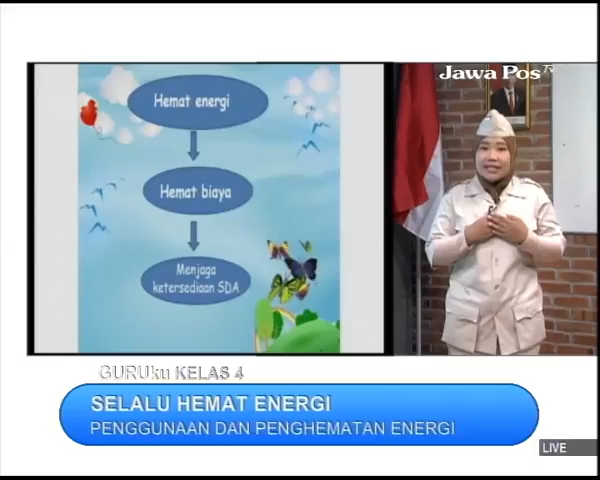 Jawa Pos TV
Hemat energi
Hemat biaya
Menjaga
ketersediaan SDA
GURUku KELAS 4
SELALU HEMAT ENERGI
PENGGUNAAN DAN PENGHEMATAN ENERGI
LIVE